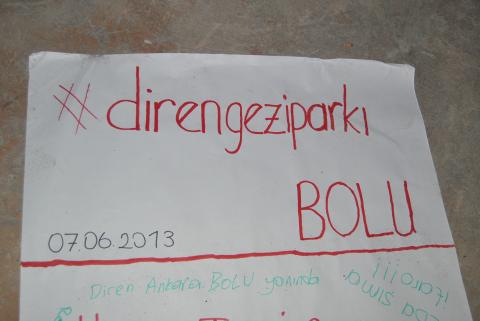 #direngeziparkı
BOLU
07.06.2013
Diren Ankara BOLU yanında